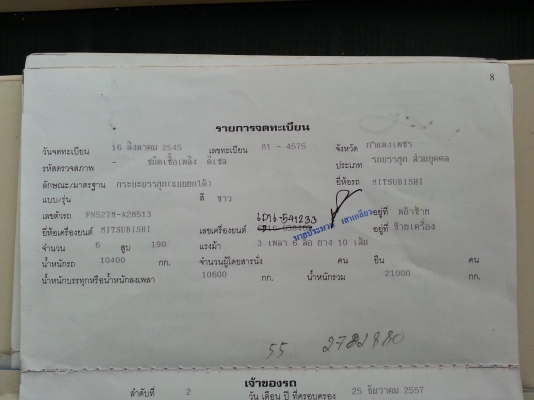 8
รายการจดทะเบียน
วันจดทะเบียน 16 สิงหาคม 2545 เลขทะเบียน 81 - 4575 จังหวัด กำแพงเพชร
รหัสตรวจสภาพ - ชนิดเชื้อเพลิง ดีเซล ประเภท รถบรรทุก ส่วนบุคคล
ลักษณะ/มาตรฐาน กระบะบรรทุก(แบบยกได้) ยี่ห้อรถ MITSUBISHI
แบบ/รุ่น สี ขาว
6D16-541233
เลขตัวรถ FN527M-A28513 เลขเครื่องยนต์ อยู่ที่ หน้าซ้าย
ยี่ห้อเครื่องยนต์ MITSUBISHI อยู่ที่ ซ้ายเครื่อง
จำนวน 6 สูบ 190 แรงม้า 3 เพลา 6 ล้อ ยาง 10 เส้น
น้ำหนักรถ 10400 กก. จำนวนผู้โดยสารนั่ง คน ยืน คน
น้ำหนักบรรทุกหรือน้ำหนักลงเพลา 10600 กก. น้ำหนักรวม 21000 กก.
55 2782880
เจ้าของรถ
ลำดับที่ 2 วัน เดือน ปี ที่ครอบครอง 25 ธันวาคม 2557